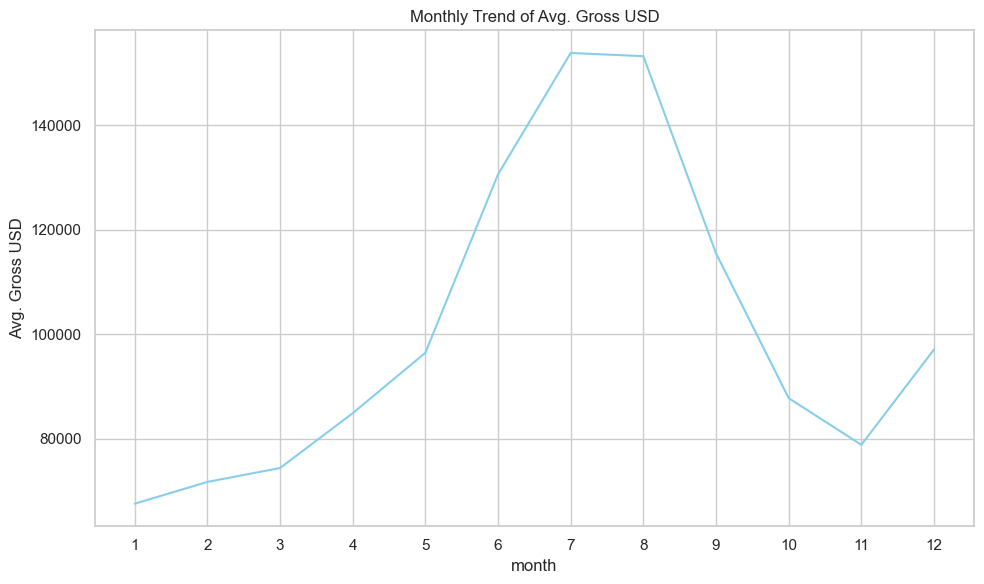 Monthly Trend of Avg. Gross USD
Avg. Gross USD
140000
120000
100000
80000
1 2 3 4 5 6 7 8 9 10 11 12
month